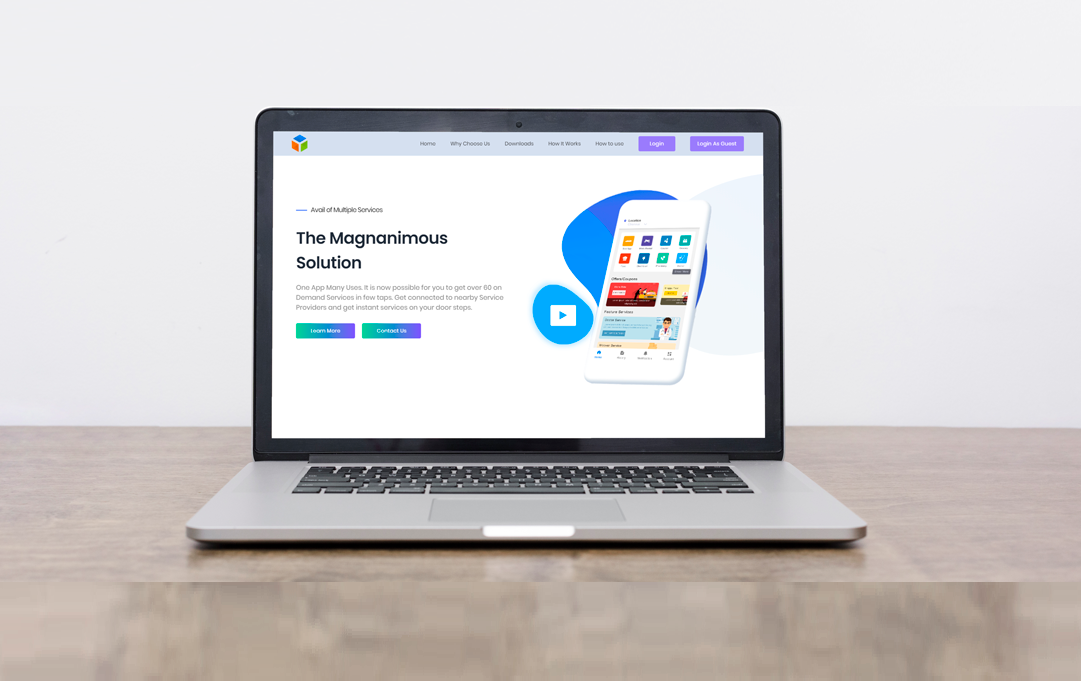 Home Why Choose Us Downloads How It Works How to use Login Login As Guest
Avail of Multiple Services
The Magnanimous
Solution
One App Many Uses. It is now possible for you to get over 60 on
Demand Services in few taps. Get connected to nearby Service
Providers and get instant services on your door steps.
Learn More Contact Us
Offers/Coupons
Feature Services